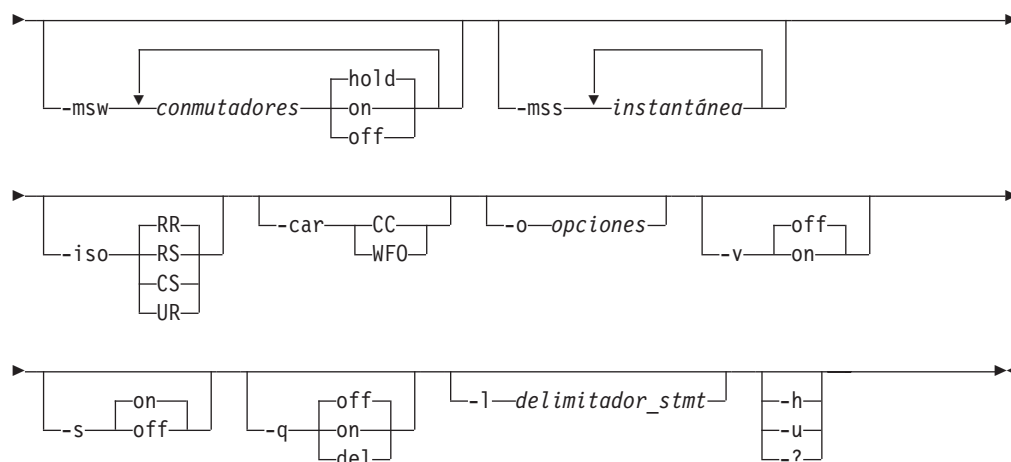 hold
-msw conmutadores on -mss instantánea
off
RR CC off
-iso RS -car WFO -o opciones -v on
CS
UR
on off -l delimitador_stmt -h
-s off -q on -u
del -?